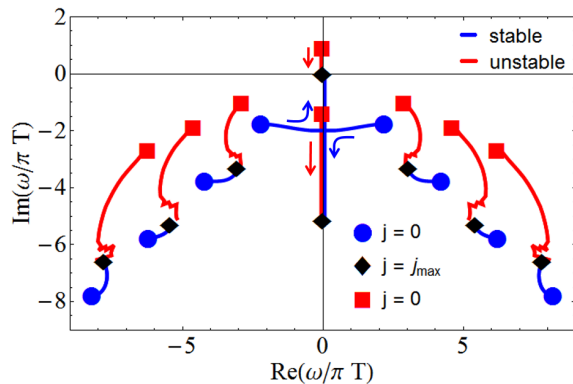 2
0
−2
−4
−6
−8
Im(ω/π T)
−5
0
5
Re(ω/π T)
stable
unstable
j = 0
j = jmax
j = 0